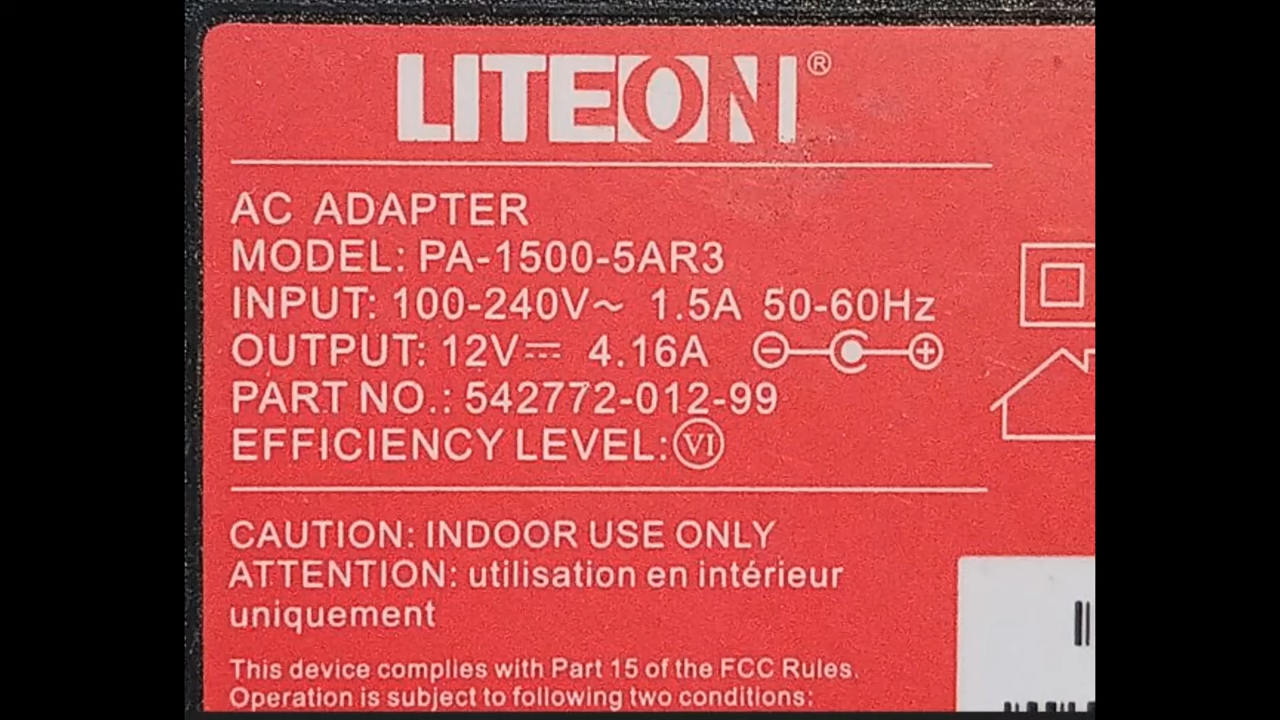 LITEON®
AC ADAPTER
MODEL: PA-1500-5AR3
INPUT: 100-240V~ 1.5A 50-60Hz
OUTPUT: 12V⎓ 4.16A
PART NO.: 542772-012-99
EFFICIENCY LEVEL: VI
CAUTION: INDOOR USE ONLY
ATTENTION: utilisation en intérieur
uniquement
This device complies with Part 15 of the FCC Rules.
Operation is subject to following two conditions: